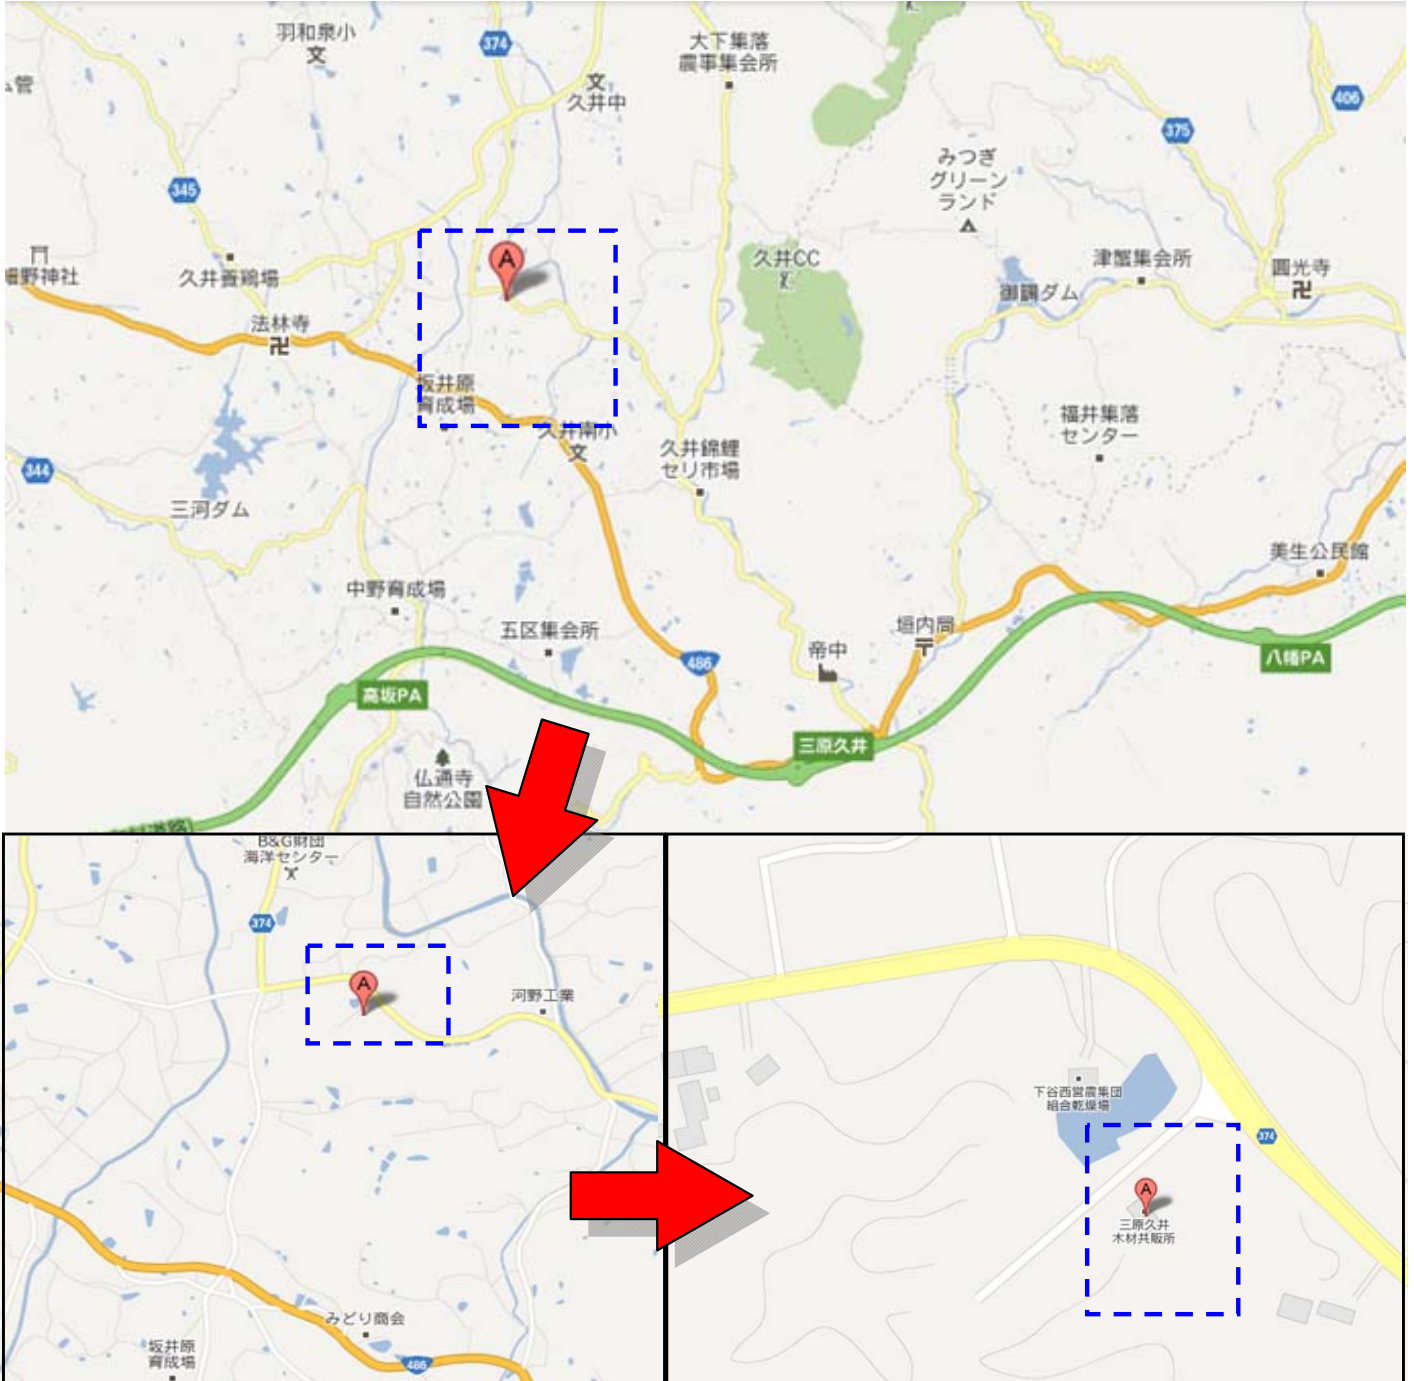 羽和泉小
文
374
大下集落
農事集会所
文
久井中
406
375
みつぎ
グリーン
ランド
345
久井養鶏場
久井CC
津蟹集会所
圓光寺
卍
御調ダム
A
法林寺
卍
坂井原
育成場
久井南小
文
福井集落
センター
久井錦鯉
セリ市場
344
三河ダム
美生公民館
中野育成場
五区集会所
垣内局
〒
帝中
486
八幡PA
高坂PA
三原久井
仏通寺
自然公園
B&G財団
海洋センター
374
A
河野工業
みどり商会
坂井原
育成場
486
下谷西営農集団
組合乾燥場
374
A
三原久井
木材共販所